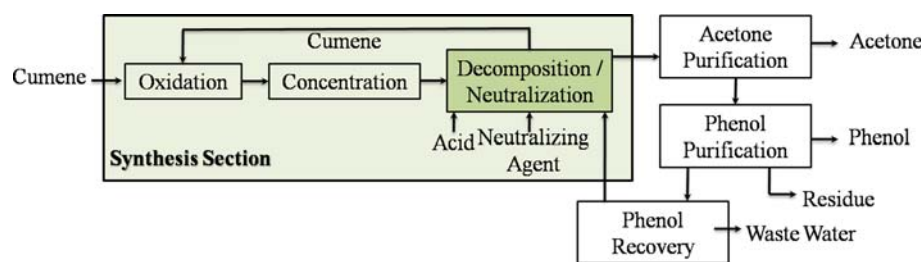 Cumene
Cumene
Oxidation
Concentration
Decomposition /
Neutralization
Acid
Neutralizing
Agent
Synthesis Section
Acetone
Purification
Acetone
Phenol
Purification
Phenol
Residue
Phenol
Recovery
Waste Water